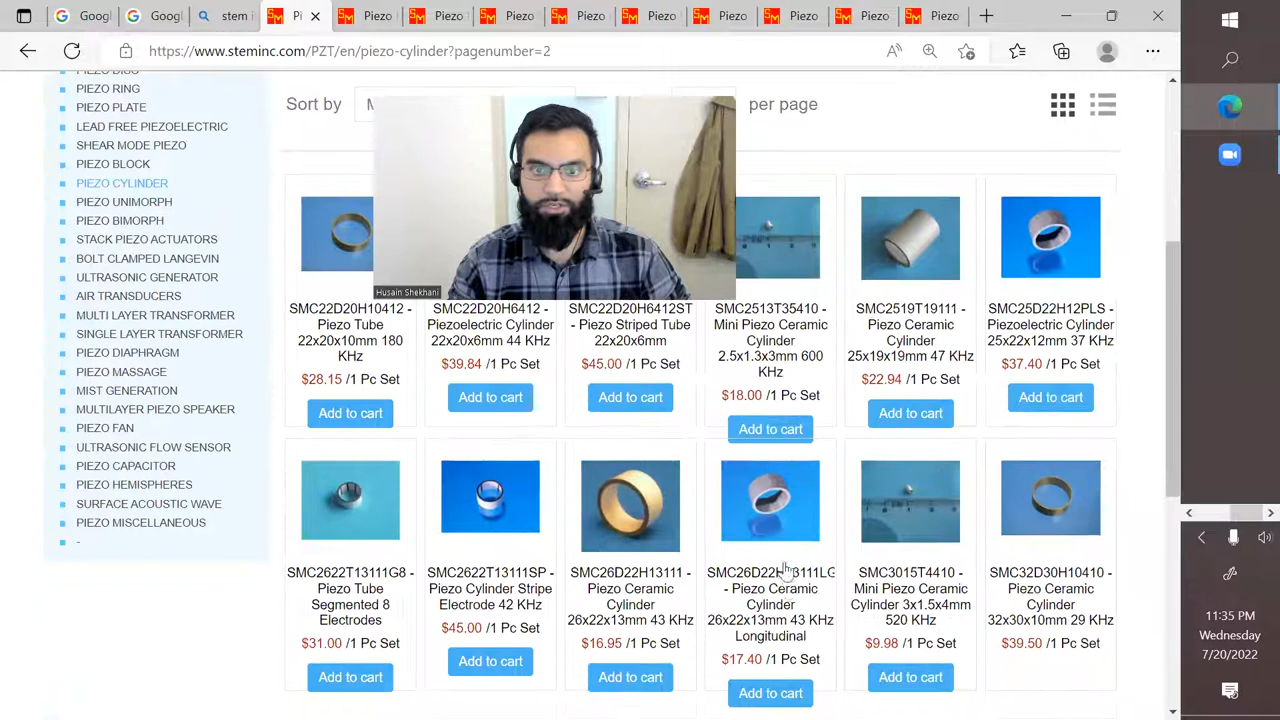 Googl
Googl
stem i
Pi
Piezo
Piezo
Piezo
Piezo
Piezo
Piezo
Piezo
Piezo
Piezo
https://www.steminc.com/PZT/en/piezo-cylinder?pagenumber=2
PIEZO DISC
PIEZO RING
PIEZO PLATE
LEAD FREE PIEZOELECTRIC
SHEAR MODE PIEZO
PIEZO BLOCK
PIEZO CYLINDER
PIEZO UNIMORPH
PIEZO BIMORPH
STACK PIEZO ACTUATORS
BOLT CLAMPED LANGEVIN
ULTRASONIC GENERATOR
AIR TRANSDUCERS
MULTI LAYER TRANSFORMER
SINGLE LAYER TRANSFORMER
PIEZO DIAPHRAGM
PIEZO MASSAGE
MIST GENERATION
MULTILAYER PIEZO SPEAKER
PIEZO FAN
ULTRASONIC FLOW SENSOR
PIEZO CAPACITOR
PIEZO HEMISPHERES
SURFACE ACOUSTIC WAVE
PIEZO MISCELLANEOUS
-
Sort by
per page
Husain Shekhani
SMC22D20H10412 -
Piezo Tube
22x20x10mm 180
KHz
$28.15 /1 Pc Set
Add to cart
SMC22D20H6412 -
Piezoelectric Cylinder
22x20x6mm 44 KHz
$39.84 /1 Pc Set
Add to cart
SMC22D20H6412ST
- Piezo Striped Tube
22x20x6mm
$45.00 /1 Pc Set
Add to cart
SMC2513T35410 -
Mini Piezo Ceramic
Cylinder
2.5x1.3x3mm 600
KHz
$18.00 /1 Pc Set
Add to cart
SMC2519T19111 -
Piezo Ceramic
Cylinder
25x19x19mm 47 KHz
$22.94 /1 Pc Set
Add to cart
SMC25D22H12PLS -
Piezoelectric Cylinder
25x22x12mm 37 KHz
$37.40 /1 Pc Set
Add to cart
SMC2622T13111G8 -
Piezo Tube
Segmented 8
Electrodes
$31.00 /1 Pc Set
Add to cart
SMC2622T13111SP -
Piezo Cylinder Stripe
Electrode 42 KHz
$45.00 /1 Pc Set
Add to cart
SMC26D22H13111 -
Piezo Ceramic
Cylinder
26x22x13mm 43 KHz
$16.95 /1 Pc Set
Add to cart
SMC26D22H13111LG
- Piezo Ceramic
Cylinder
26x22x13mm 43 KHz
Longitudinal
$17.40 /1 Pc Set
Add to cart
SMC3015T4410 -
Mini Piezo Ceramic
Cylinder 3x1.5x4mm
520 KHz
$9.98 /1 Pc Set
Add to cart
SMC32D30H10410 -
Piezo Ceramic
Cylinder
32x30x10mm 29 KHz
$39.50 /1 Pc Set
Add to cart
11:35 PM
Wednesday
7/20/2022